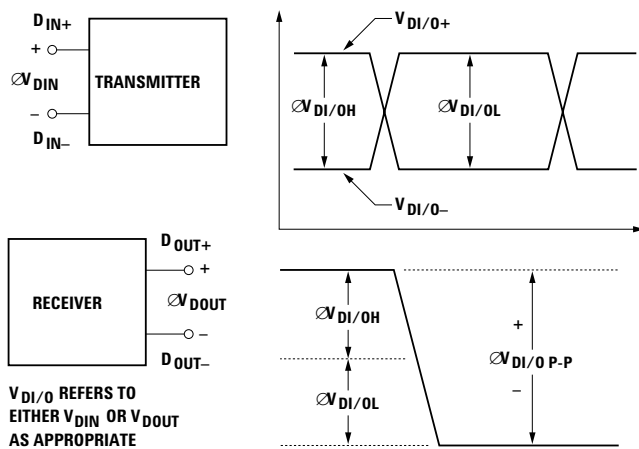 D IN+
+
∅V DIN
TRANSMITTER
–
D IN–
V DI/O+
∅V DI/OH
∅V DI/OL
V DI/O–
D OUT+
+
RECEIVER
∅V DOUT
–
D OUT–
V DI/O REFERS TO
EITHER V DIN OR V DOUT
AS APPROPRIATE
∅V DI/OH
+
∅V DI/O P-P
–
∅V DI/OL